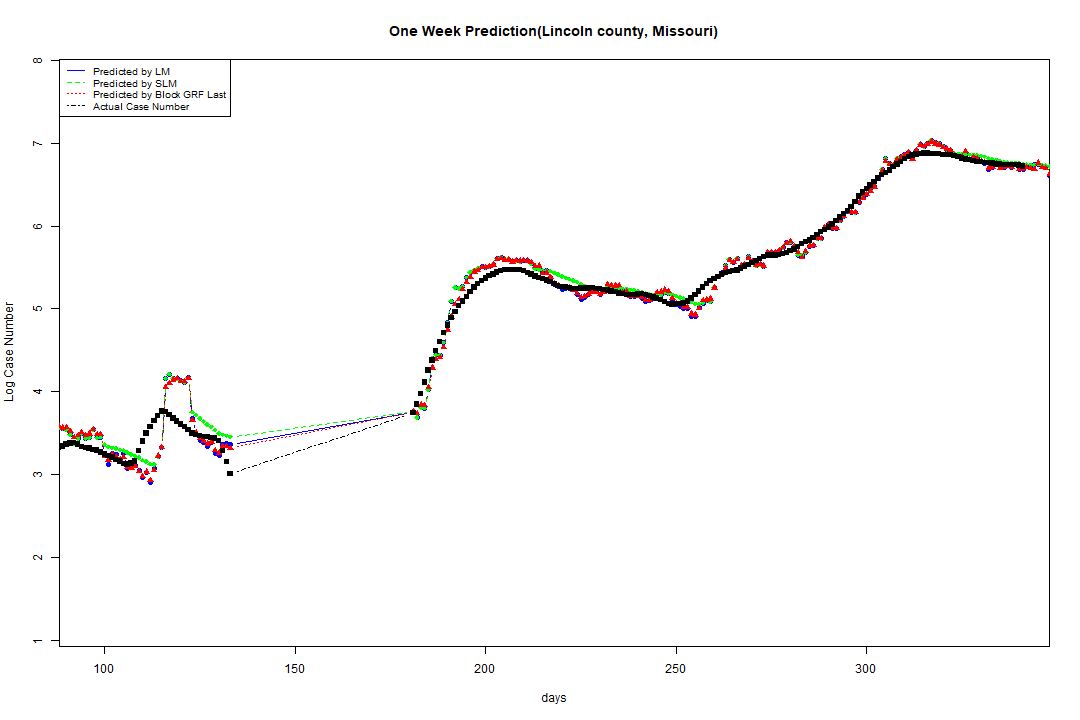 One Week Prediction(Lincoln county, Missouri)
Predicted by LM
Predicted by SLM
Predicted by Block GRF Last
Actual Case Number
8
7
6
5
4
3
2
1
Log Case Number
100 150 200 250 300
days